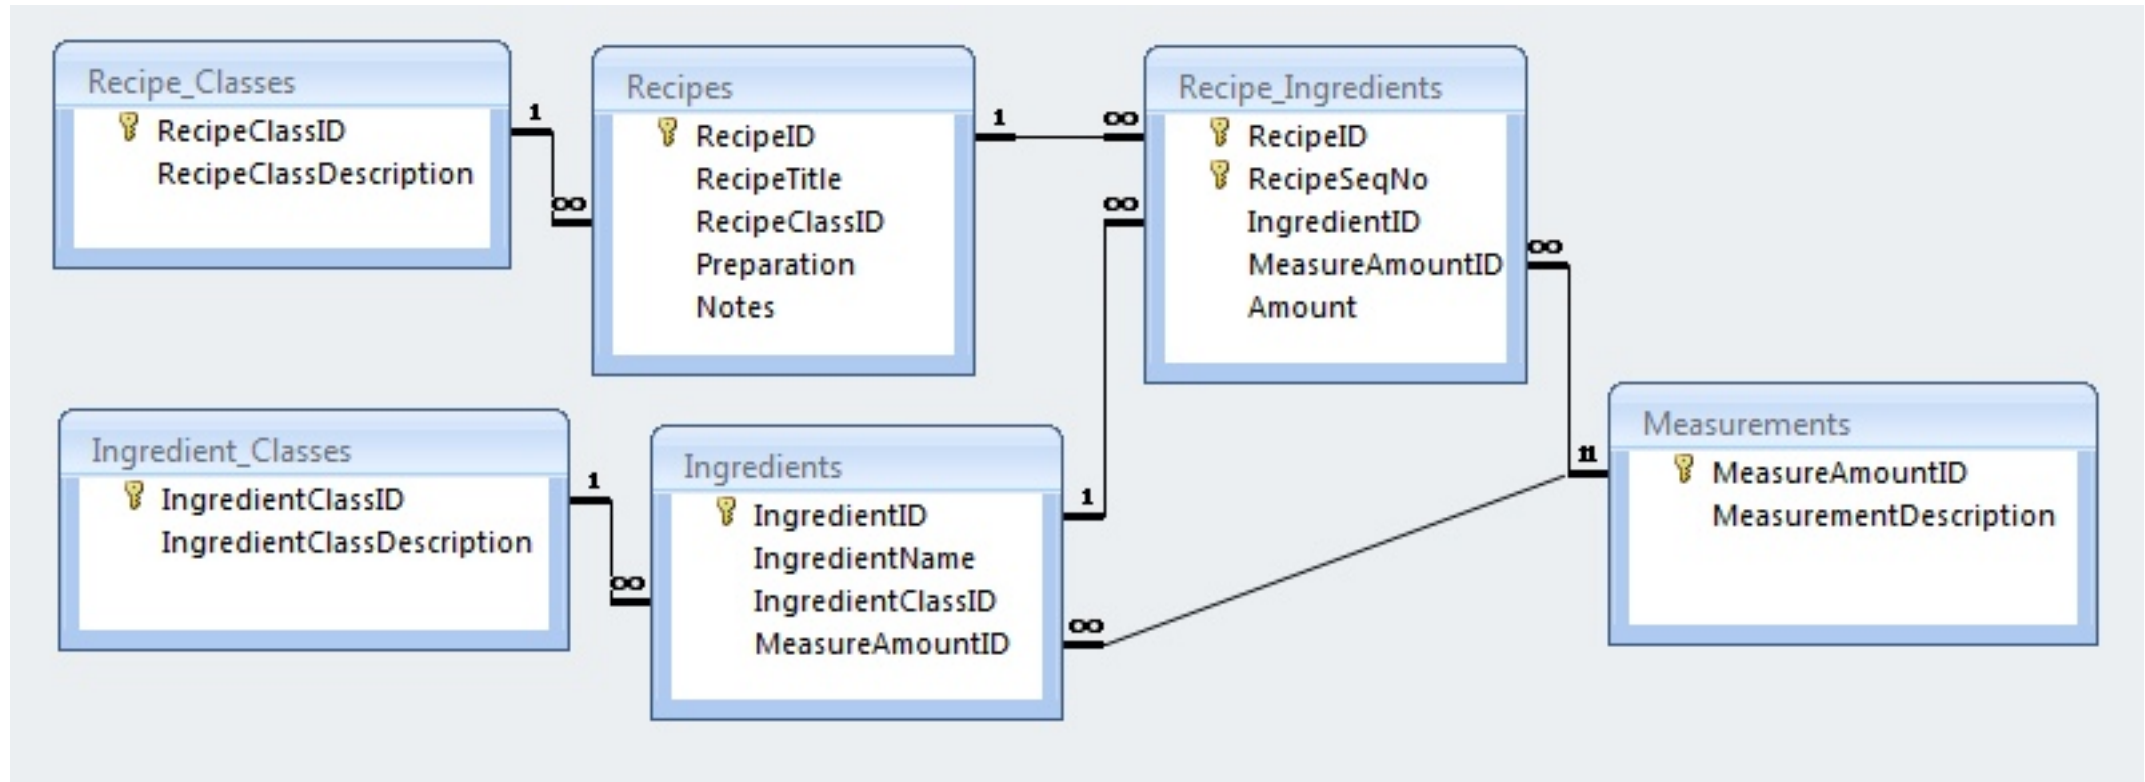 Recipe_Classes
RecipeClassID
RecipeClassDescription
1
∞
Recipes
RecipeID
RecipeTitle
RecipeClassID
Preparation
Notes
1
∞
∞
Recipe_Ingredients
RecipeID
RecipeSeqNo
IngredientID
MeasureAmountID
Amount
∞
Ingredient_Classes
IngredientClassID
IngredientClassDescription
1
∞
Ingredients
IngredientID
IngredientName
IngredientClassID
MeasureAmountID
1
∞
11
Measurements
MeasureAmountID
MeasurementDescription